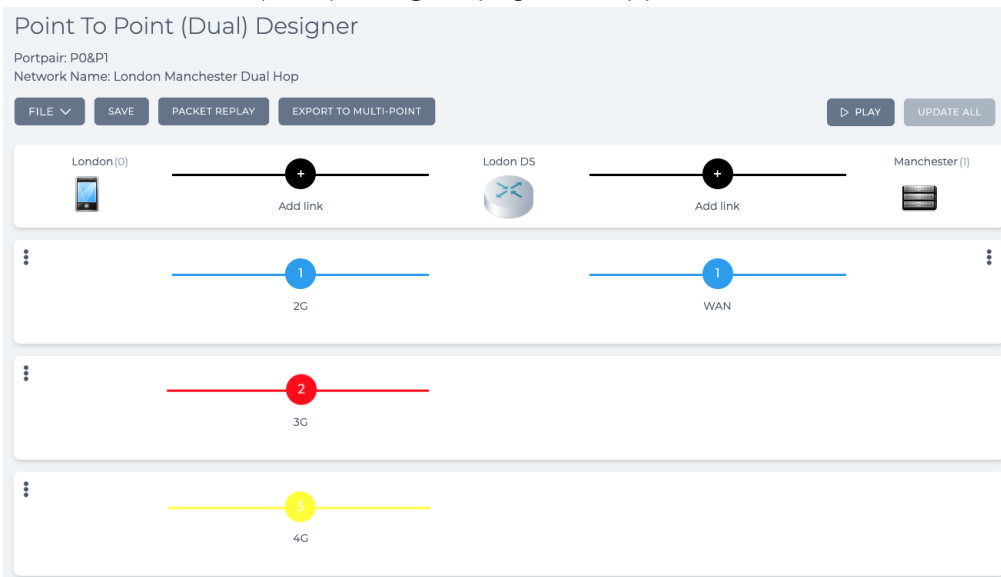 Point To Point (Dual) Designer
Portpair: P0&P1
Network Name: London Manchester Dual Hop
FILE SAVE PACKET REPLAY EXPORT TO MULTI-POINT PLAY UPDATE ALL
London(0) Lodon DS Manchester(1)
+ +
Add link Add link
1 1
2G WAN
2
3G
3
4G